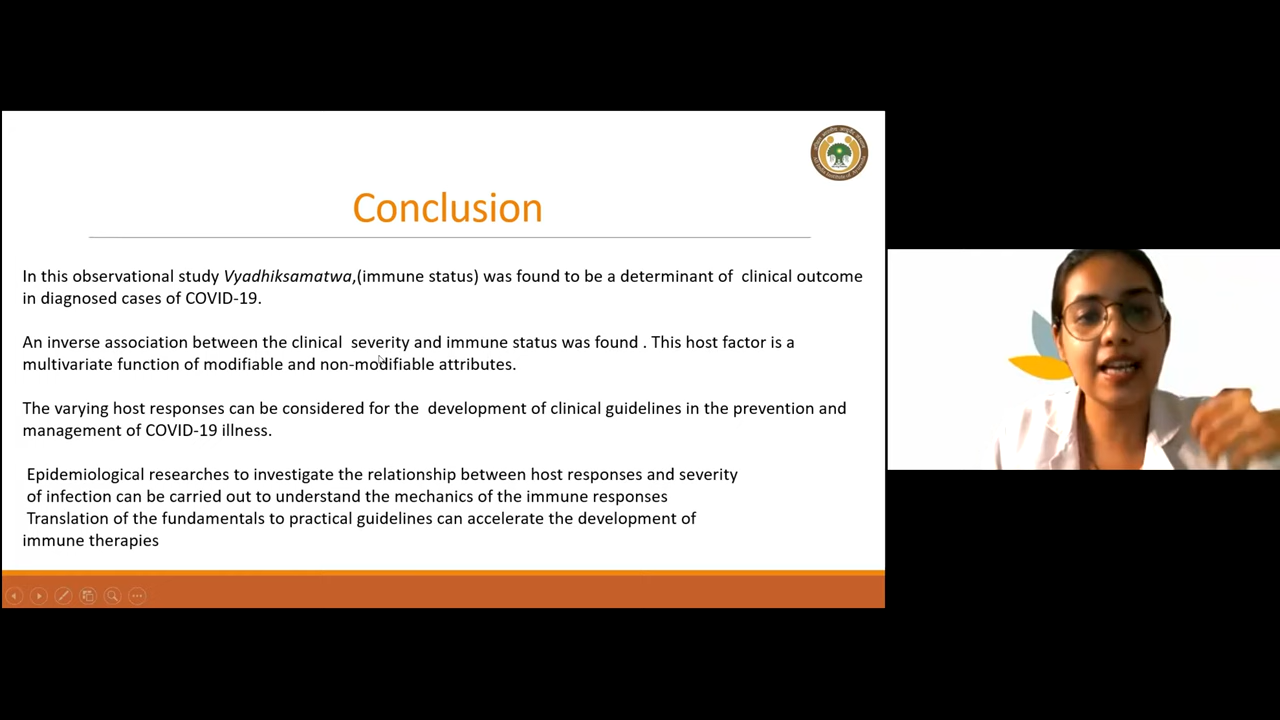 Conclusion
In this observational study Vyadhiksamatwa,(immune status) was found to be a determinant of  clinical outcome
in diagnosed cases of COVID-19.
An inverse association between the clinical  severity and immune status was found . This host factor is a
multivariate function of modifiable and non-modifiable attributes.
The varying host responses can be considered for the  development of clinical guidelines in the prevention and
management of COVID-19 illness.
Epidemiological researches to investigate the relationship between host responses and severity
of infection can be carried out to understand the mechanics of the immune responses
Translation of the fundamentals to practical guidelines can accelerate the development of
immune therapies